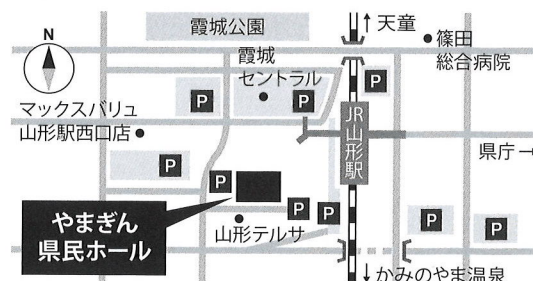 霞城公園
↑天童
篠田
総合病院
N
霞城
セントラル
P
P
P
マックスバリュ
山形駅西口店
JR山形駅
県庁→
P
P
やまぎん
県民ホール
山形テルサ
P
P
P
P
↓かみのやま温泉